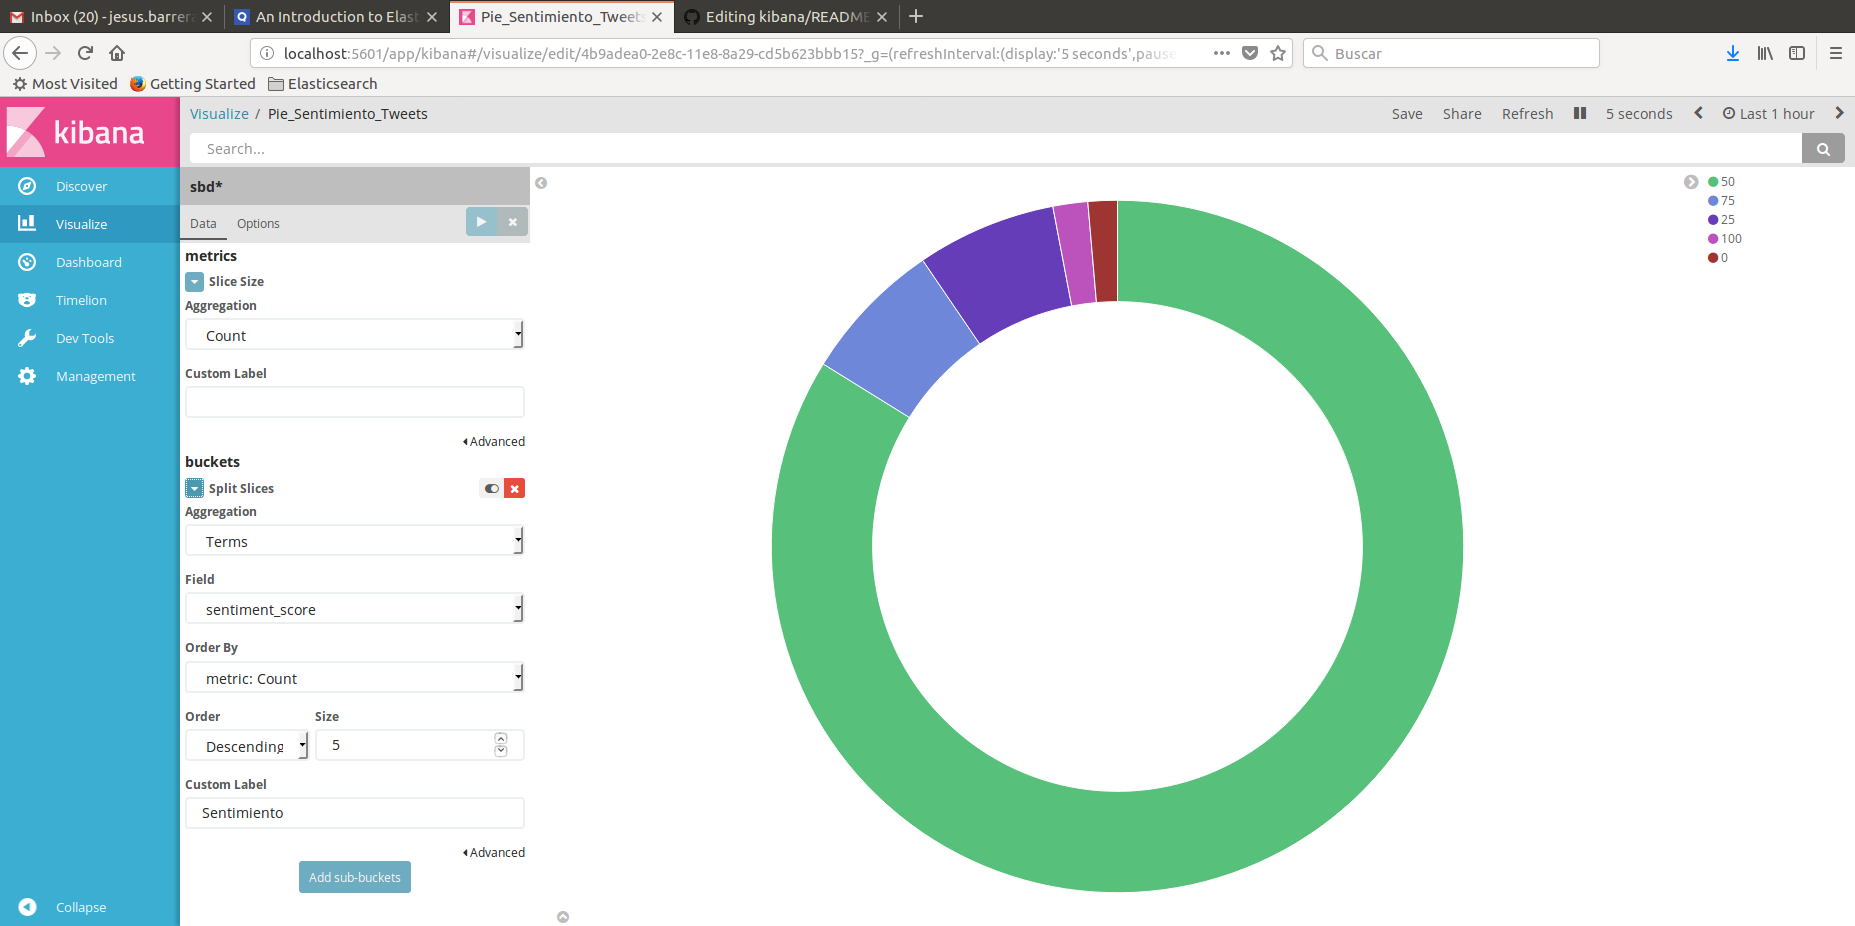 Inbox (20) - jesus.barrera
An Introduction to Elast
Pie_Sentimiento_Tweets
Editing kibana/README
localhost:5601/app/kibana#/visualize/edit/4b9adea0-2e8c-11e8-8a29-cd5b623bbb15?_g=(refreshInterval:(display:'5 seconds',pause
Buscar
Most Visited
Getting Started
Elasticsearch
kibana
Visualize / Pie_Sentimiento_Tweets
Save
Share
Refresh
5 seconds
Last 1 hour
Search...
Discover
Visualize
Dashboard
Timelion
Dev Tools
Management
Collapse
sbd*
Data
Options
metrics
Slice Size
Aggregation
Count
Custom Label
Advanced
buckets
Split Slices
Aggregation
Terms
Field
sentiment_score
Order By
metric: Count
Order
Size
Descending
5
Custom Label
Sentimiento
Advanced
Add sub-buckets
50
75
25
100
0